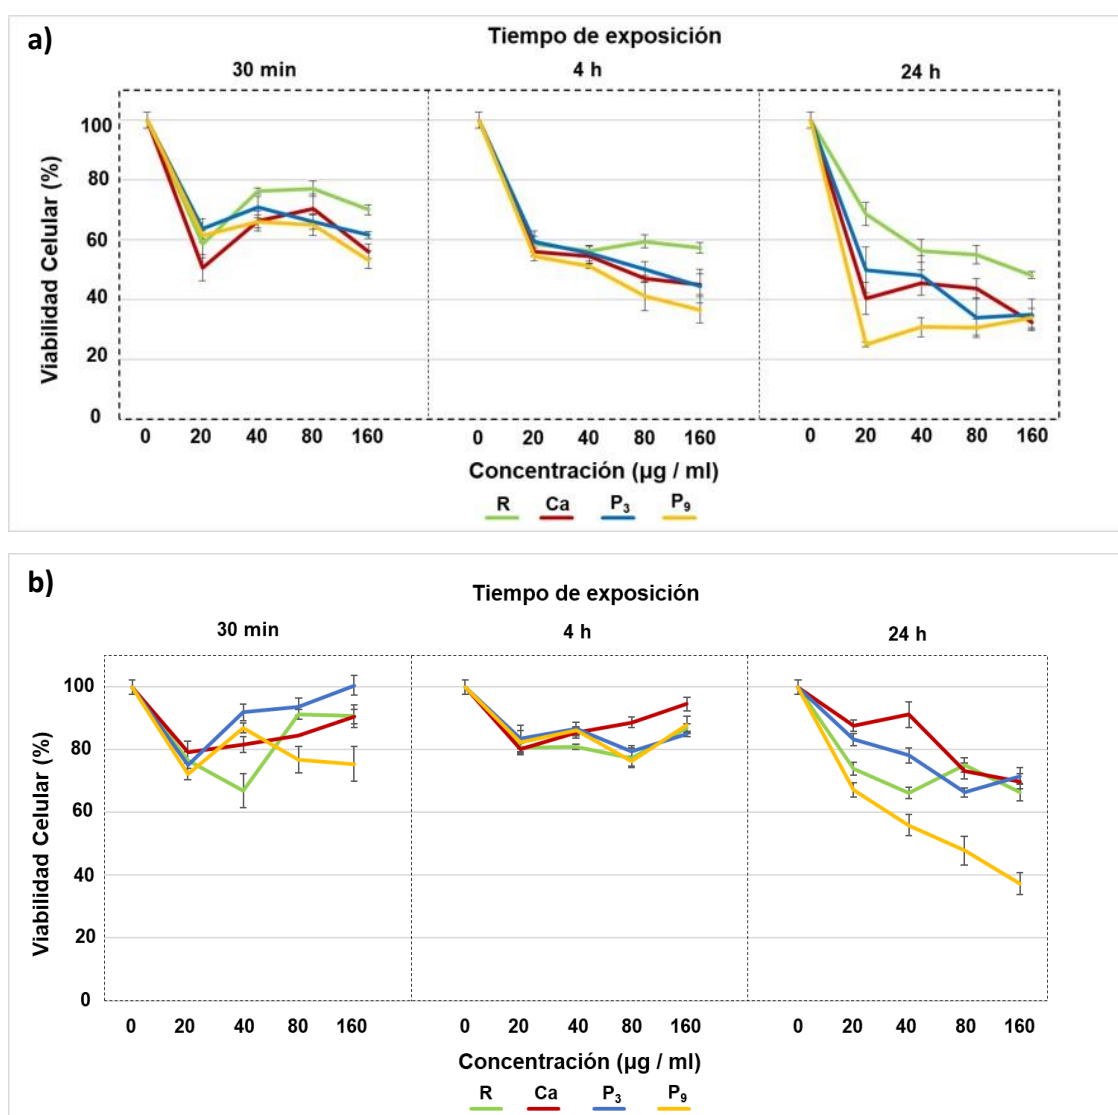 a)
Tiempo de exposición
30 min 4 h 24 h
Viabilidad Celular (%)
100
80
60
40
20
0
0 20 40 80 160 0 20 40 80 160 0 20 40 80 160
Concentración (µg / ml)
R Ca P₃ P₉
b)
Tiempo de exposición
30 min 4 h 24 h
Viabilidad Celular (%)
100
80
60
40
20
0
0 20 40 80 160 0 20 40 80 160 0 20 40 80 160
Concentración (µg / ml)
R Ca P₃ P₉